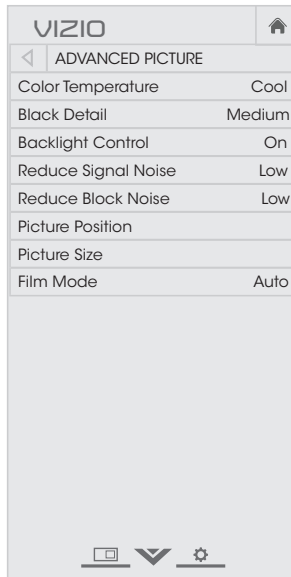 VIZIO
ADVANCED PICTURE
Color Temperature Cool
Black Detail Medium
Backlight Control On
Reduce Signal Noise Low
Reduce Block Noise Low
Picture Position
Picture Size
Film Mode Auto